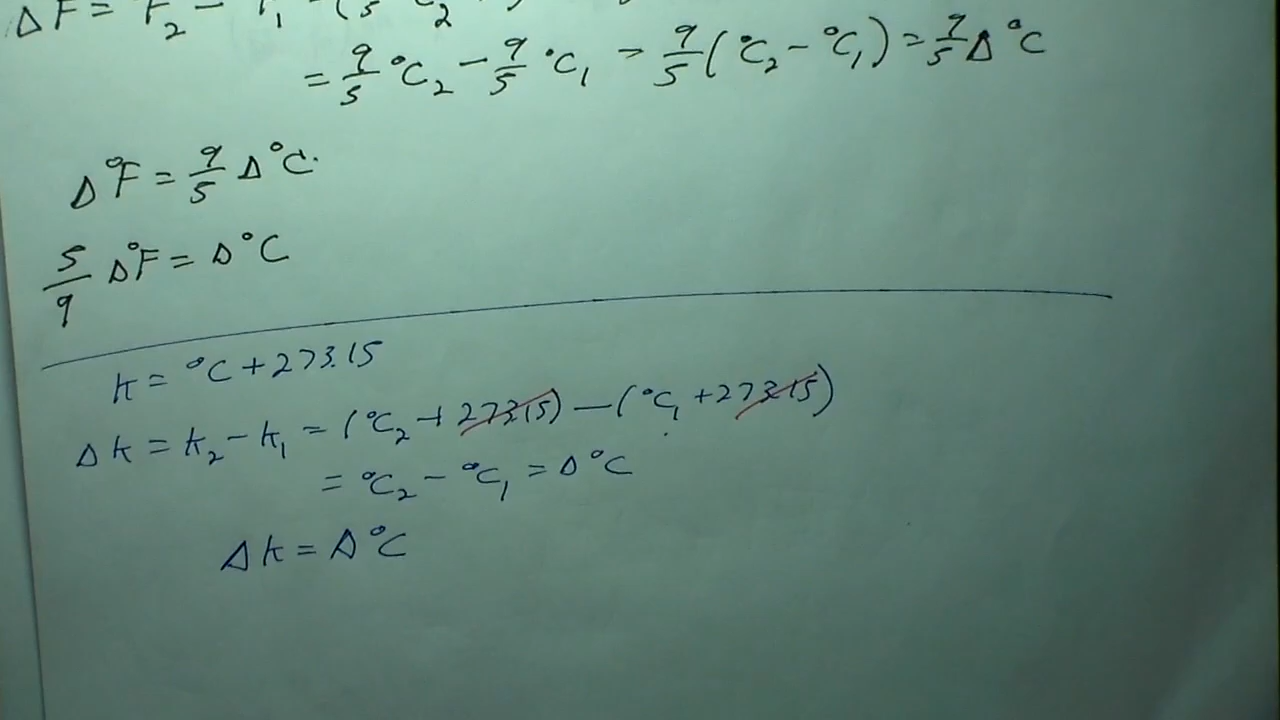 ΔF = F₂ - F₁
= 9/5 °C₂ - 9/5 °C₁ = 9/5 (°C₂ - °C₁) = 9/5 Δ°C
Δ°F = 9/5 Δ°C.
5/9 Δ°F = Δ°C
K = °C + 273.15
ΔK = K₂ - K₁ = (°C₂ + 273.15) - (°C₁ + 273.15)
= °C₂ - °C₁ = Δ°C
ΔK = Δ°C